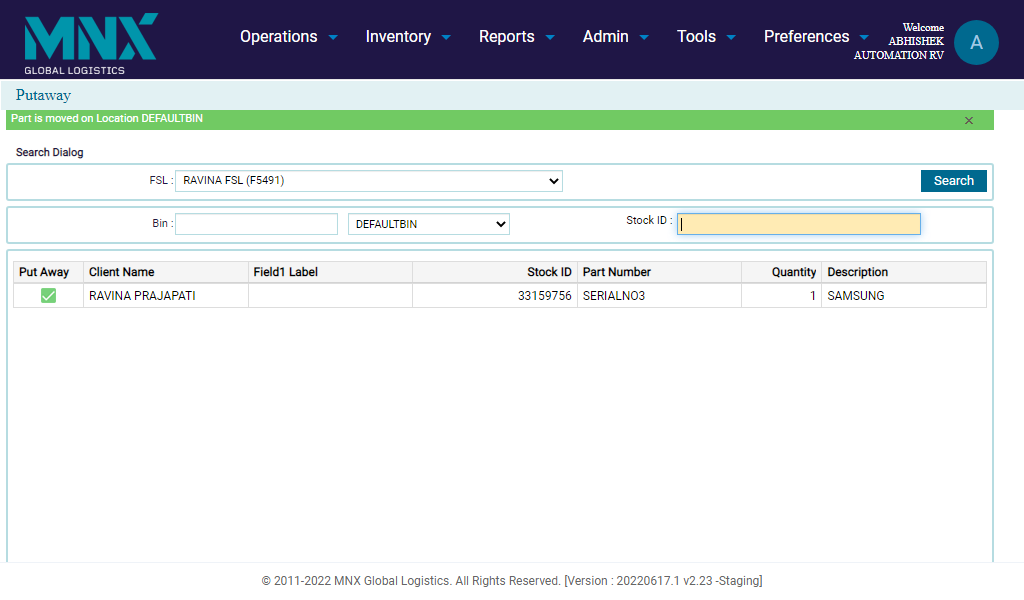 MNX
GLOBAL LOGISTICS
Operations Inventory Reports Admin Tools Preferences
Welcome
ABHISHEK
AUTOMATION RV
A
Putaway
Part is moved on Location DEFAULTBIN ×
Search Dialog
FSL : RAVINA FSL (F5491) Search
Bin : DEFAULTBIN Stock ID :
Put Away Client Name Field1 Label Stock ID Part Number Quantity Description
RAVINA PRAJAPATI 33159756 SERIALNO3 1 SAMSUNG
© 2011-2022 MNX Global Logistics. All Rights Reserved. [Version : 20220617.1 v2.23 -Staging]